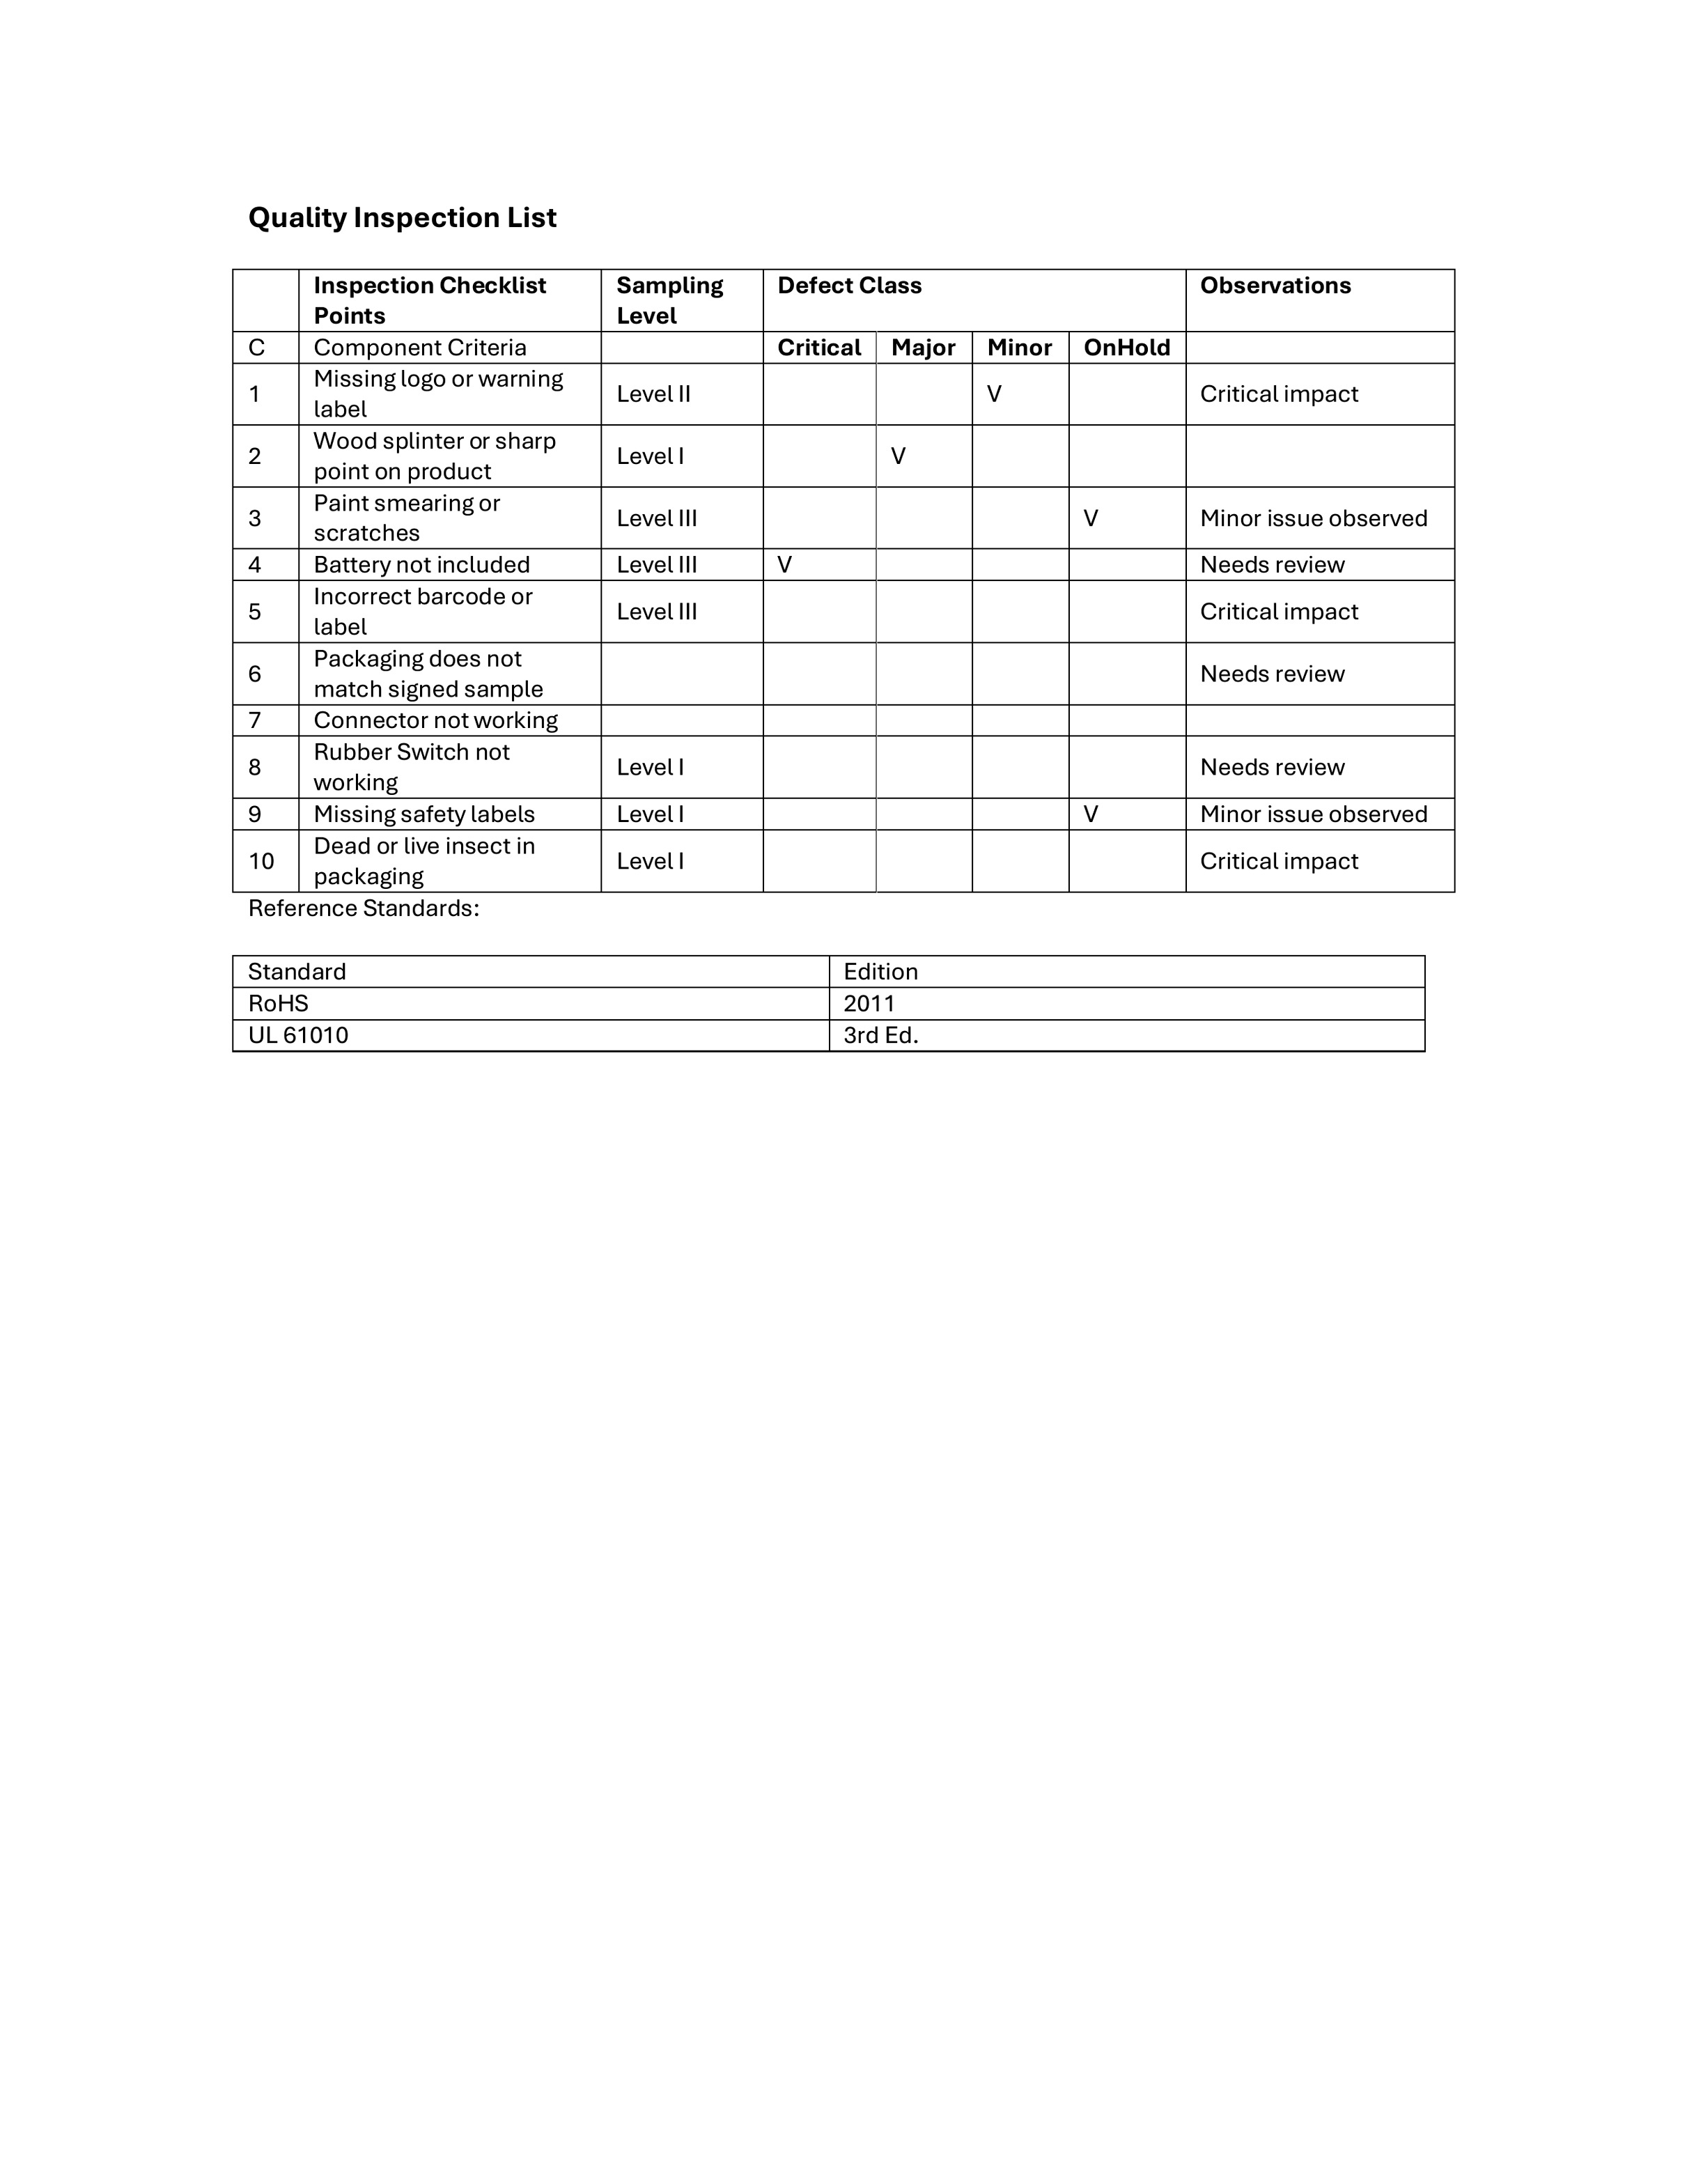 Quality Inspection List
Inspection Checklist Points Sampling Level Defect Class Observations
C Component Criteria Critical Major Minor OnHold
1 Missing logo or warning label Level II V Critical impact
2 Wood splinter or sharp point on product Level I V
3 Paint smearing or scratches Level III V Minor issue observed
4 Battery not included Level III V Needs review
5 Incorrect barcode or label Level III Critical impact
6 Packaging does not match signed sample Needs review
7 Connector not working
8 Rubber Switch not working Level I Needs review
9 Missing safety labels Level I V Minor issue observed
10 Dead or live insect in packaging Level I Critical impact
Reference Standards:
Standard Edition
RoHS 2011
UL 61010 3rd Ed.